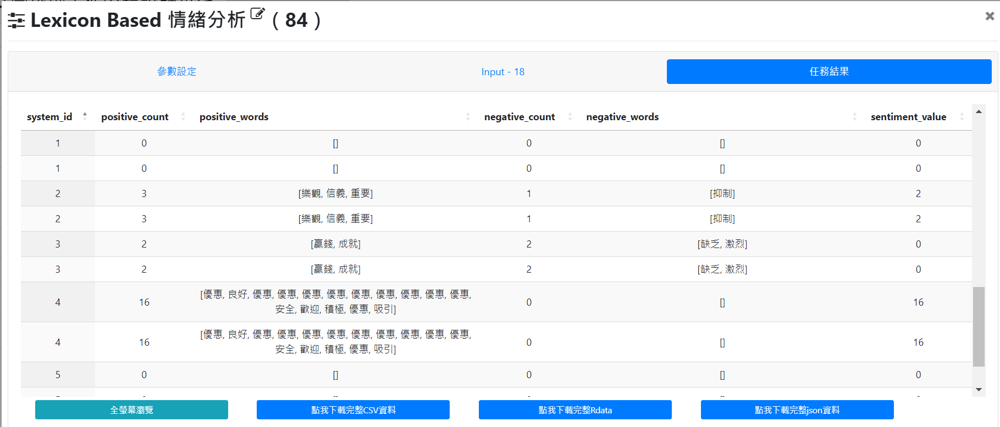 Lexicon Based 情緒分析 ( 84 )
參數設定 Input - 18 任務結果
system_id positive_count positive_words negative_count negative_words sentiment_value
1 0 [] 0 [] 0
1 0 [] 0 [] 0
2 3 [樂觀, 信義, 重要] 1 [抑制] 2
2 3 [樂觀, 信義, 重要] 1 [抑制] 2
3 2 [贏錢, 成就] 2 [缺乏, 激烈] 0
3 2 [贏錢, 成就] 2 [缺乏, 激烈] 0
4 16 [優惠, 良好, 優惠, 優惠, 優惠, 優惠, 優惠, 優惠, 優惠, 優惠, 優惠, 0 [] 16
安全, 歡迎, 積極, 優惠, 吸引]
4 16 [優惠, 良好, 優惠, 優惠, 優惠, 優惠, 優惠, 優惠, 優惠, 優惠, 優惠, 0 [] 16
安全, 歡迎, 積極, 優惠, 吸引]
5 0 [] 0 [] 0
全螢幕瀏覽 點我下載完整CSV資料 點我下載完整Rdata 點我下載完整json資料